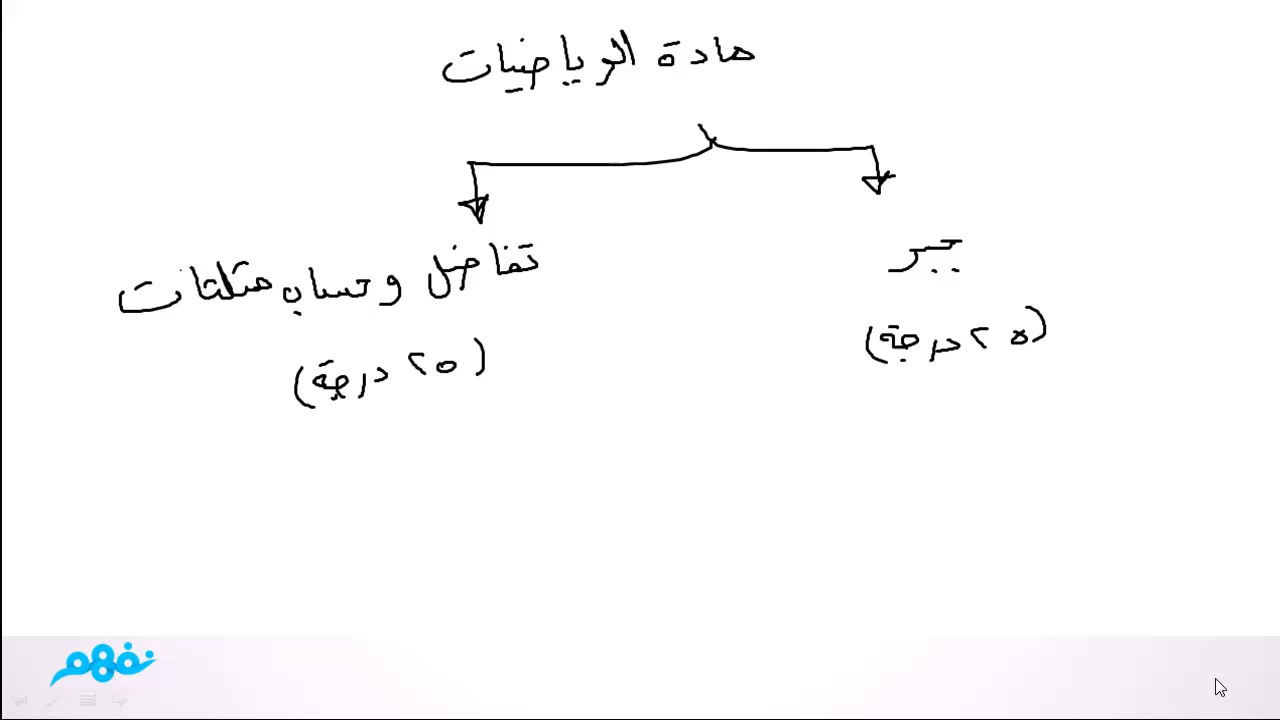 مادة الرياضيات
جبر
(٢٥ درجة)
تفاضل وحساب مثلثات
(٢٥ درجة)
نفهم